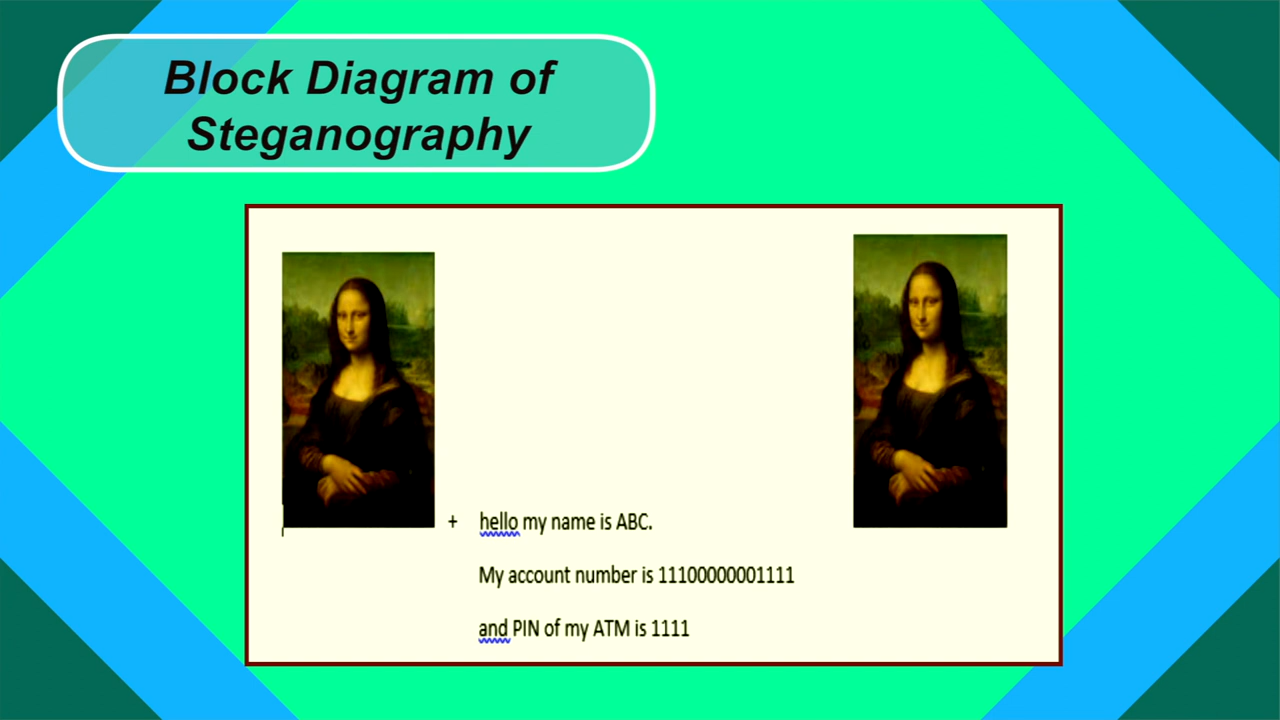 Block Diagram of
Steganography
+ hello my name is ABC.
My account number is 11100000001111
and PIN of my ATM is 1111